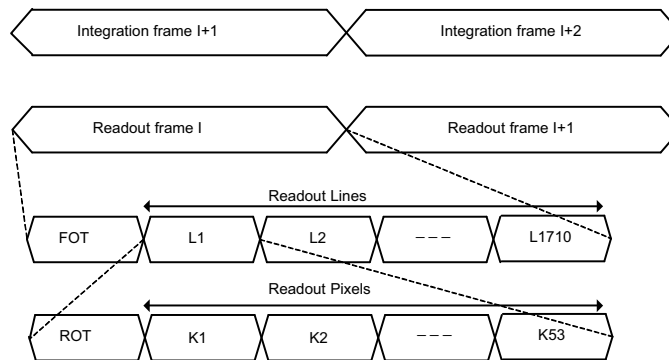 Integration frame I+1 Integration frame I+2
Readout frame I Readout frame I+1
Readout Lines
FOT L1 L2 --- L1710
Readout Pixels
ROT K1 K2 --- K53